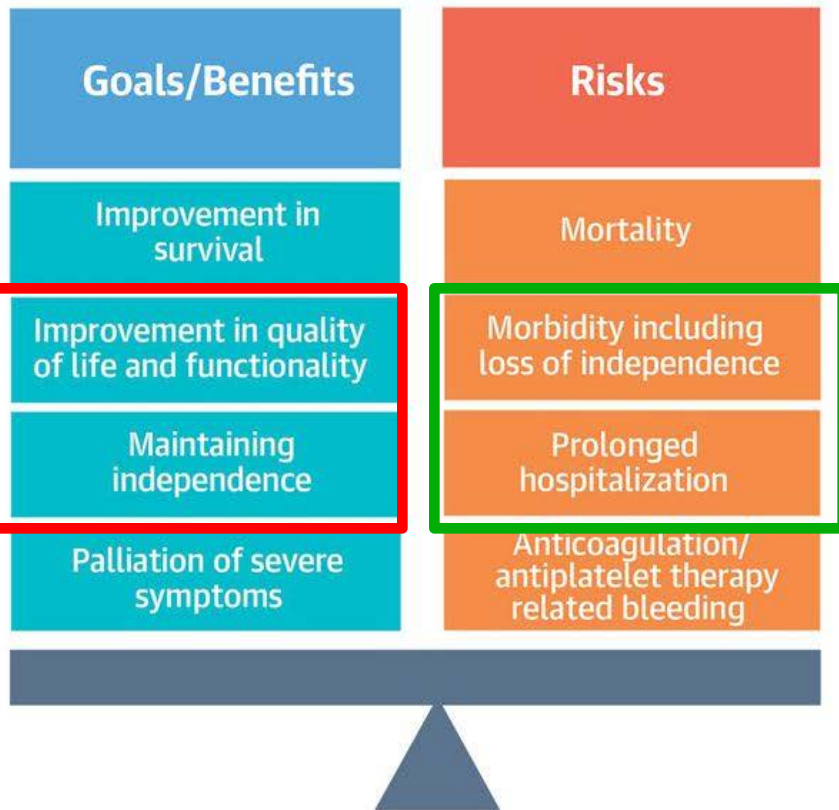 Goals/Benefits
Improvement in
survival
Improvement in quality
of life and functionality
Maintaining
independence
Palliation of severe
symptoms
Risks
Mortality
Morbidity including
loss of independence
Prolonged
hospitalization
Anticoagulation/
antiplatelet therapy
related bleeding